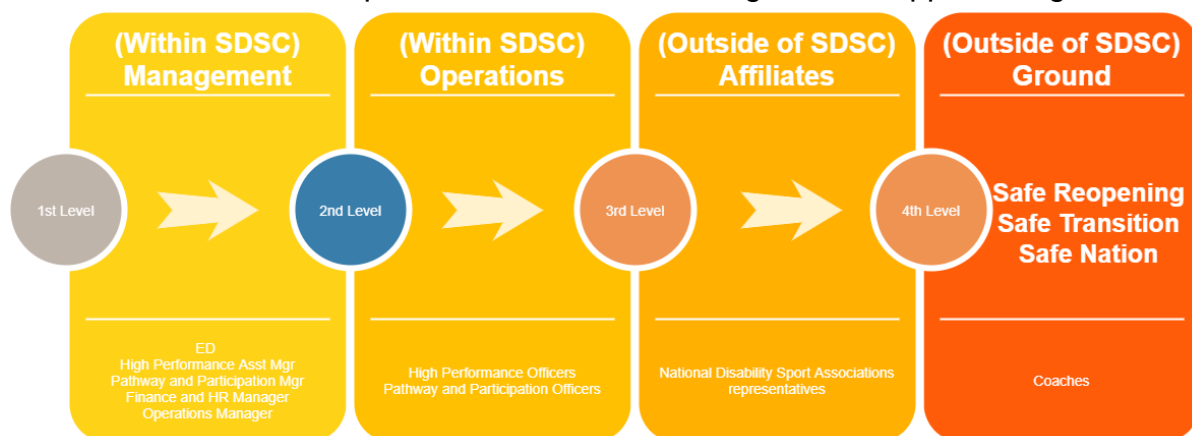 (Within SDSC)
Management
1st Level
ED
High Performance Asst Mgr
Pathway and Participation Mgr
Finance and HR Manager
Operations Manager
(Within SDSC)
Operations
2nd Level
High Performance Officers
Pathway and Participation Officers
(Outside of SDSC)
Affiliates
3rd Level
National Disability Sport Associations
representatives
(Outside of SDSC)
Ground
4th Level
Safe Reopening
Safe Transition
Safe Nation
Coaches